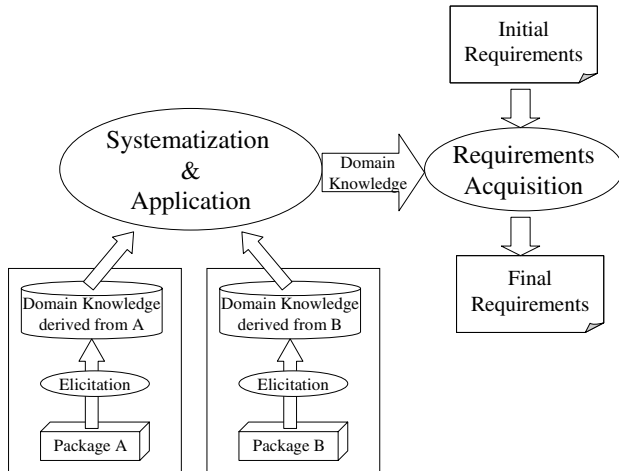 Initial
Requirements
Systematization
&
Application
Domain
Knowledge
Requirements
Acquisition
Final
Requirements
Domain Knowledge
derived from A
Domain Knowledge
derived from B
Elicitation
Elicitation
Package A
Package B